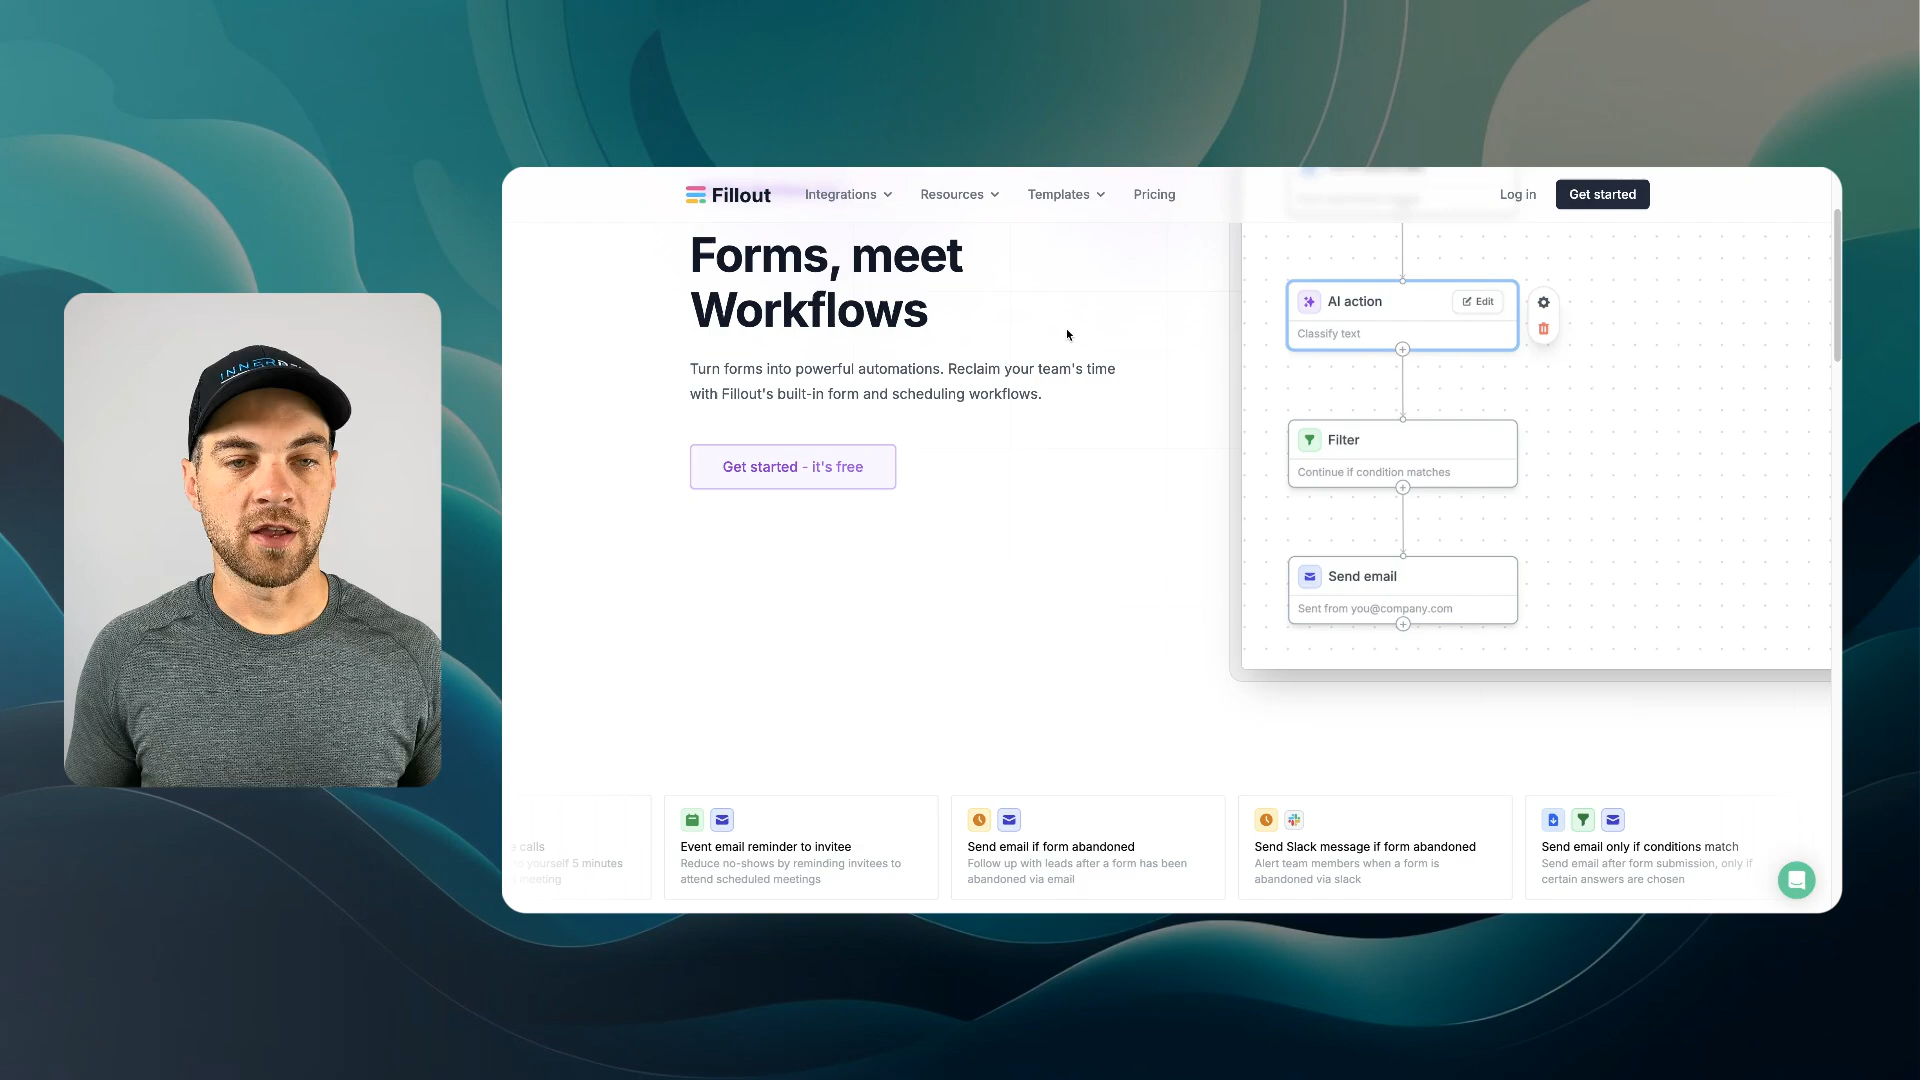 Fillout
Integrations
Resources
Templates
Pricing
Log in
Get started
Forms, meet
Workflows
Turn forms into powerful automations. Reclaim your team's time
with Fillout's built-in form and scheduling workflows.
Get started - it's free
AI action
Edit
Classify text
Filter
Continue if condition matches
Send email
Sent from you@company.com
calls
yourself 5 minutes
meeting
Event email reminder to invitee
Reduce no-shows by reminding invitees to
attend scheduled meetings
Send email if form abandoned
Follow up with leads after a form has been
abandoned via email
Send Slack message if form abandoned
Alert team members when a form is
abandoned via slack
Send email only if conditions match
Send email after form submission, only if
certain answers are chosen